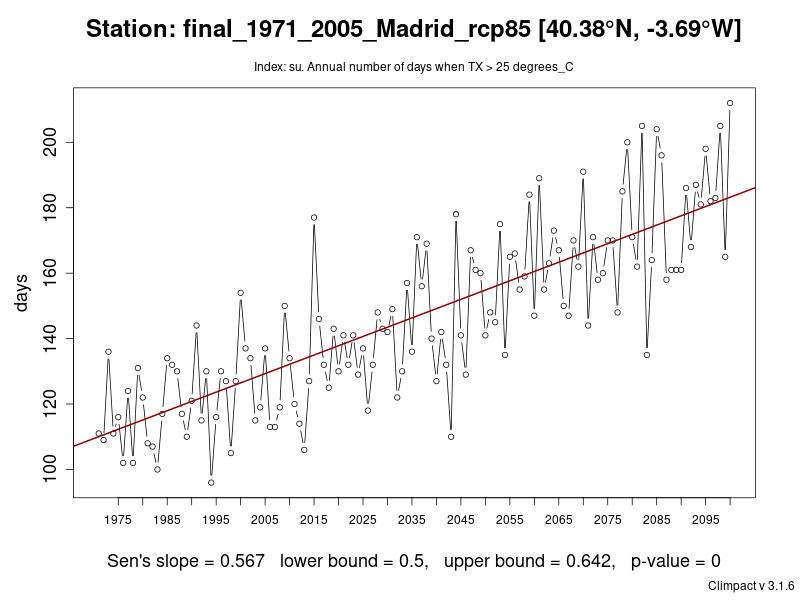 Station: final_1971_2005_Madrid_rcp85 [40.38°N, -3.69°W]
Index: su. Annual number of days when TX > 25 degrees_C
200
180
160
140
120
100
days
1975 1985 1995 2005 2015 2025 2035 2045 2055 2065 2075 2085 2095
Sen's slope = 0.567 lower bound = 0.5, upper bound = 0.642, p-value = 0
Climpact v 3.1.6